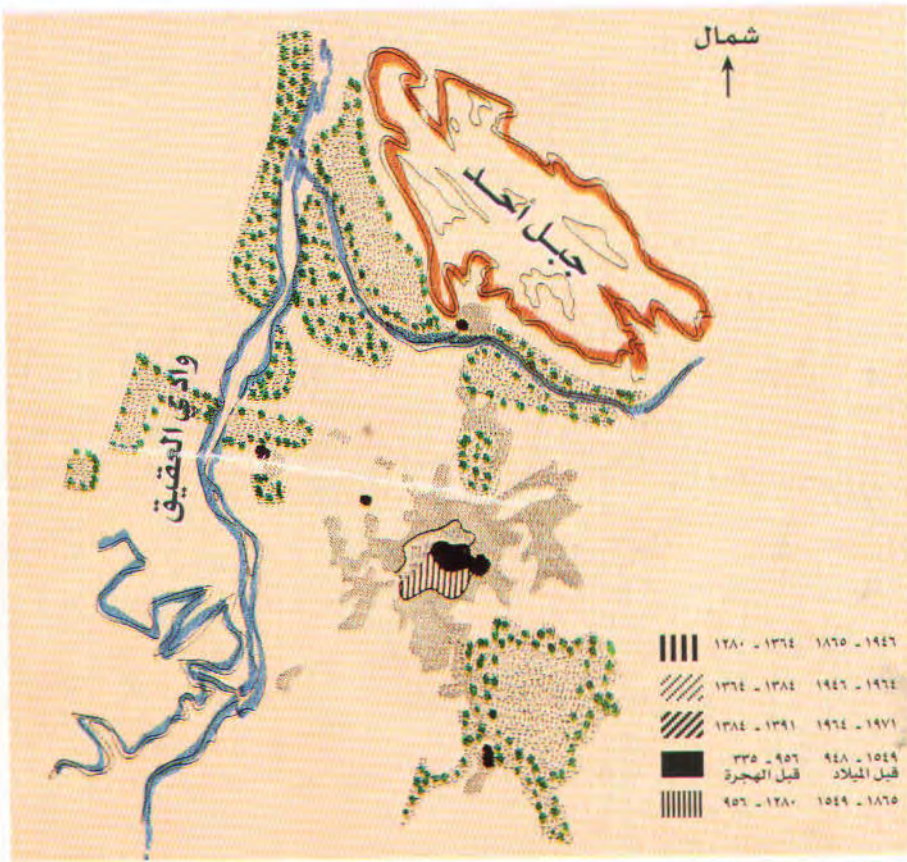 شمال
جبل أحد
وادي العقيق
١٢٨٠ - ١٣٦٤ ١٨٦٥ - ١٩٤٦
١٣٦٤ - ١٣٨٤ ١٩٤٦ - ١٩٦٤
١٣٨٤ - ١٣٩١ ١٩٦٤ - ١٩٧١
٣٣٥ - ٩٥٦ ٩٤٨ - ١٥٤٩
قبل الهجرة قبل الميلاد
٩٥٦ - ١٢٨٠ ١٥٤٩ - ١٨٦٥